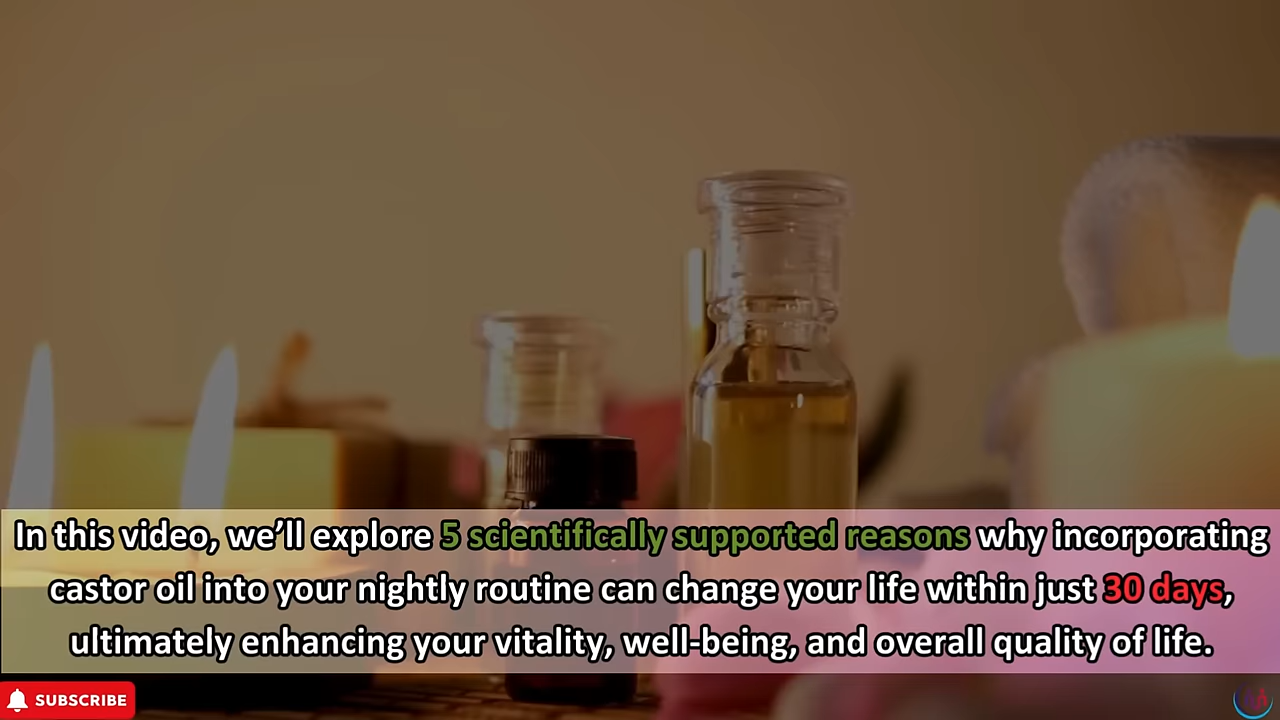 In this video, we’ll explore 5 scientifically supported reasons why incorporating
castor oil into your nightly routine can change your life within just 30 days,
ultimately enhancing your vitality, well-being, and overall quality of life.
SUBSCRIBE